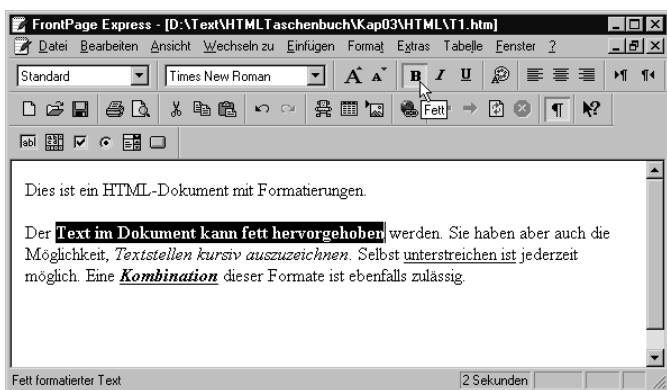 FrontPage Express - [D:\Text\HTMLTaschenbuch\Kap03\HTML\T1.htm]
Datei Bearbeiten Ansicht Wechseln zu Einfügen Format Extras Tabelle Fenster ?
Standard Times New Roman A A B I U
abl
Fett
Dies ist ein HTML-Dokument mit Formatierungen.
Der Text im Dokument kann fett hervorgehoben werden. Sie haben aber auch die
Möglichkeit, Textstellen kursiv auszuzeichnen. Selbst unterstreichen ist jederzeit
möglich. Eine Kombination dieser Formate ist ebenfalls zulässig.
Fett formatierter Text 2 Sekunden